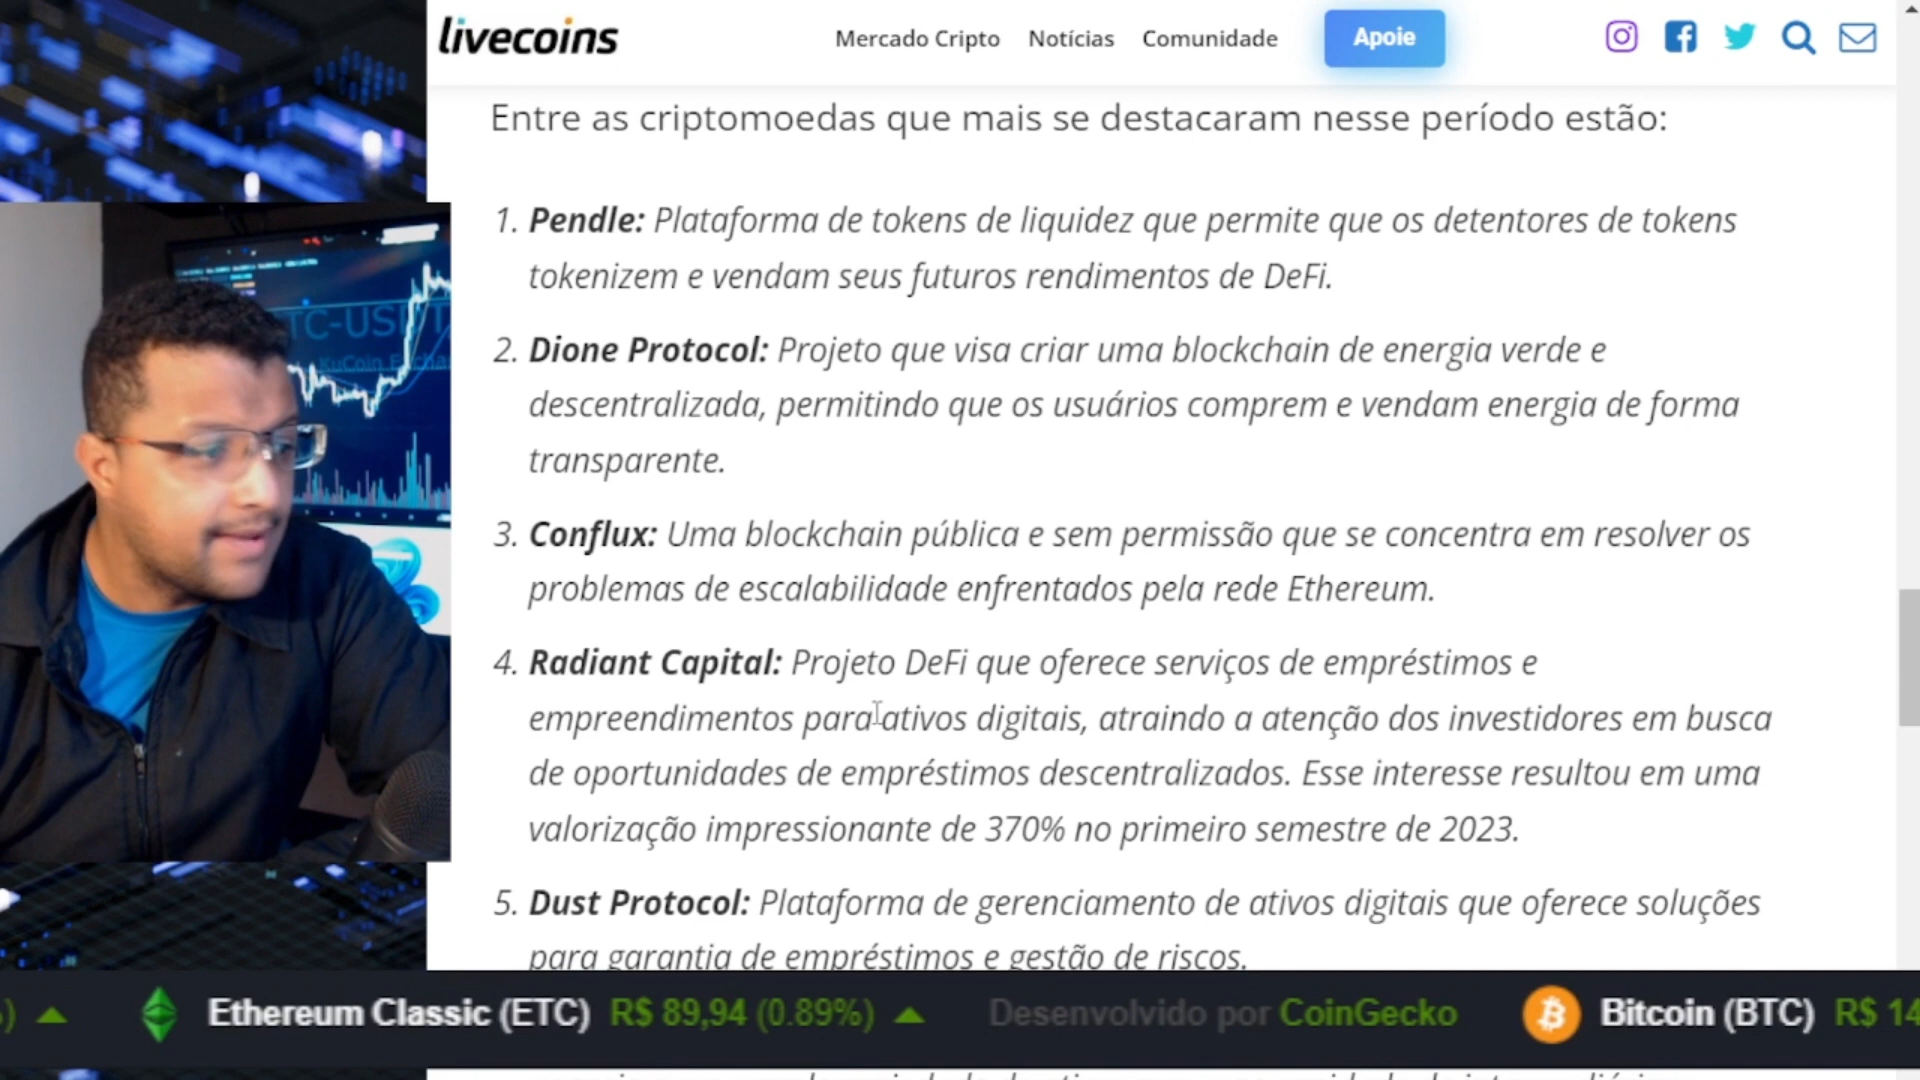 livecoins
Mercado Cripto Notícias Comunidade Apoie
Entre as criptomoedas que mais se destacaram nesse período estão:
1. Pendle: Plataforma de tokens de liquidez que permite que os detentores de tokens
tokenizem e vendam seus futuros rendimentos de DeFi.
2. Dione Protocol: Projeto que visa criar uma blockchain de energia verde e
descentralizada, permitindo que os usuários comprem e vendam energia de forma
transparente.
3. Conflux: Uma blockchain pública e sem permissão que se concentra em resolver os
problemas de escalabilidade enfrentados pela rede Ethereum.
4. Radiant Capital: Projeto DeFi que oferece serviços de empréstimos e
empreendimentos para ativos digitais, atraindo a atenção dos investidores em busca
de oportunidades de empréstimos descentralizados. Esse interesse resultou em uma
valorização impressionante de 370% no primeiro semestre de 2023.
5. Dust Protocol: Plataforma de gerenciamento de ativos digitais que oferece soluções
para garantia de empréstimos e gestão de riscos.
Ethereum Classic (ETC) R$ 89,94 (0.89%) Desenvolvido por CoinGecko Bitcoin (BTC) R$ 14